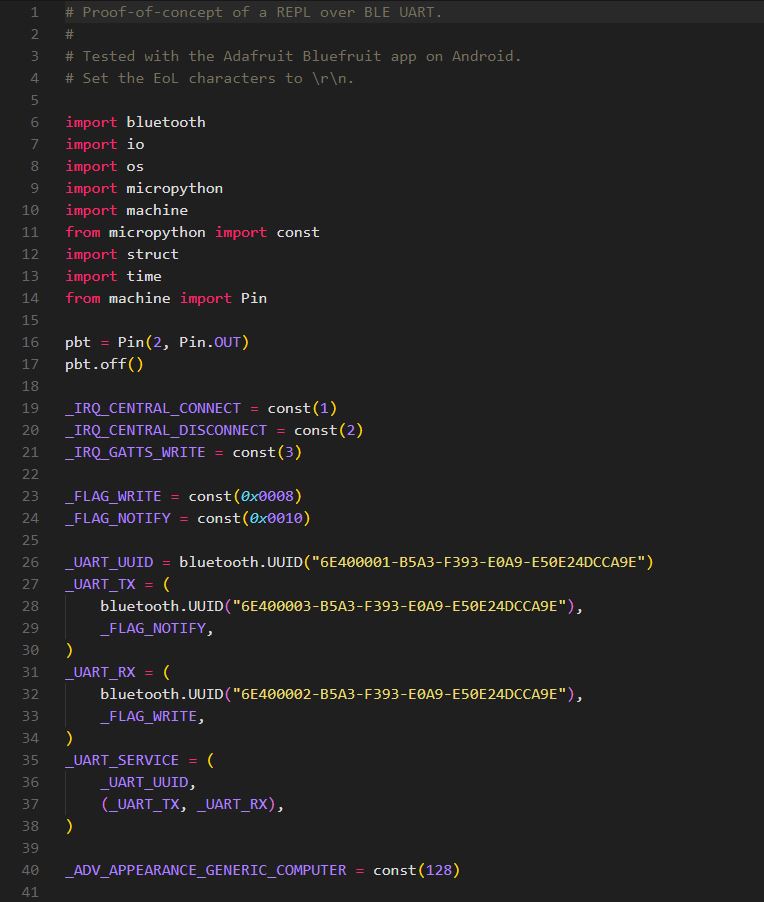 1 # Proof-of-concept of a REPL over BLE UART.
2 #
3 # Tested with the Adafruit Bluefruit app on Android.
4 # Set the EoL characters to \r\n.
5
6 import bluetooth
7 import io
8 import os
9 import micropython
10 import machine
11 from micropython import const
12 import struct
13 import time
14 from machine import Pin
15
16 pbt = Pin(2, Pin.OUT)
17 pbt.off()
18
19 _IRQ_CENTRAL_CONNECT = const(1)
20 _IRQ_CENTRAL_DISCONNECT = const(2)
21 _IRQ_GATTS_WRITE = const(3)
22
23 _FLAG_WRITE = const(0x0008)
24 _FLAG_NOTIFY = const(0x0010)
25
26 _UART_UUID = bluetooth.UUID("6E400001-B5A3-F393-E0A9-E50E24DCCA9E")
27 _UART_TX = (
28     bluetooth.UUID("6E400003-B5A3-F393-E0A9-E50E24DCCA9E"),
29     _FLAG_NOTIFY,
30 )
31 _UART_RX = (
32     bluetooth.UUID("6E400002-B5A3-F393-E0A9-E50E24DCCA9E"),
33     _FLAG_WRITE,
34 )
35 _UART_SERVICE = (
36     _UART_UUID,
37     (_UART_TX, _UART_RX),
38 )
39
40 _ADV_APPEARANCE_GENERIC_COMPUTER = const(128)
41